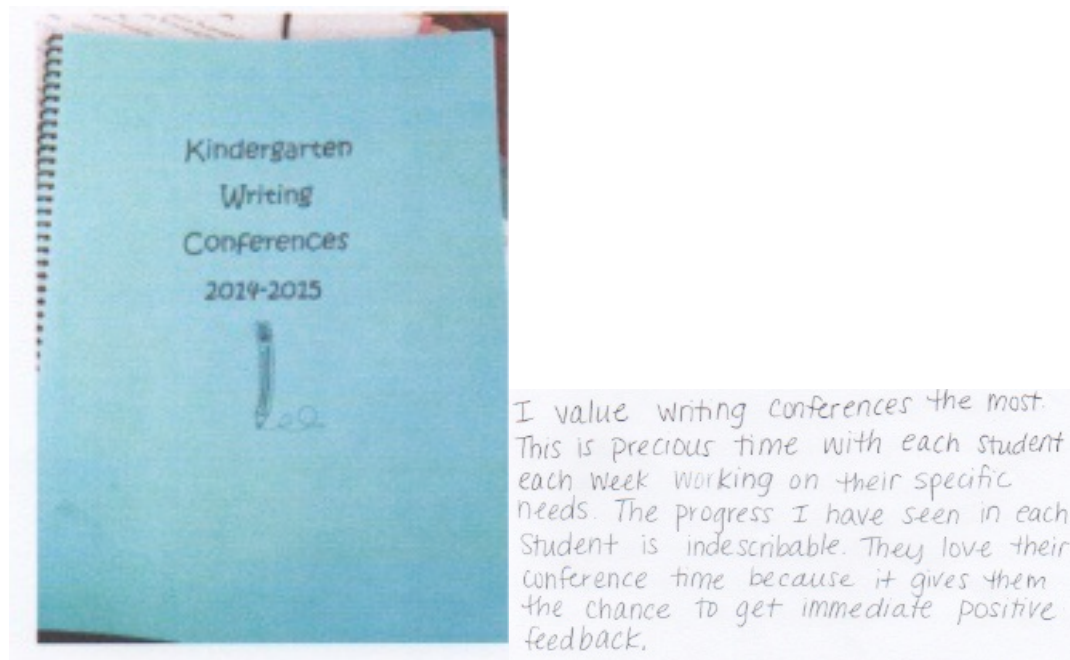 Kindergarten
Writing
Conferences
2014-2015
I value writing conferences the most.
This is precious time with each student
each week working on their specific
needs. The progress I have seen in each
Student is indescribable. They love their
conference time because it gives them
the chance to get immediate positive
feedback.